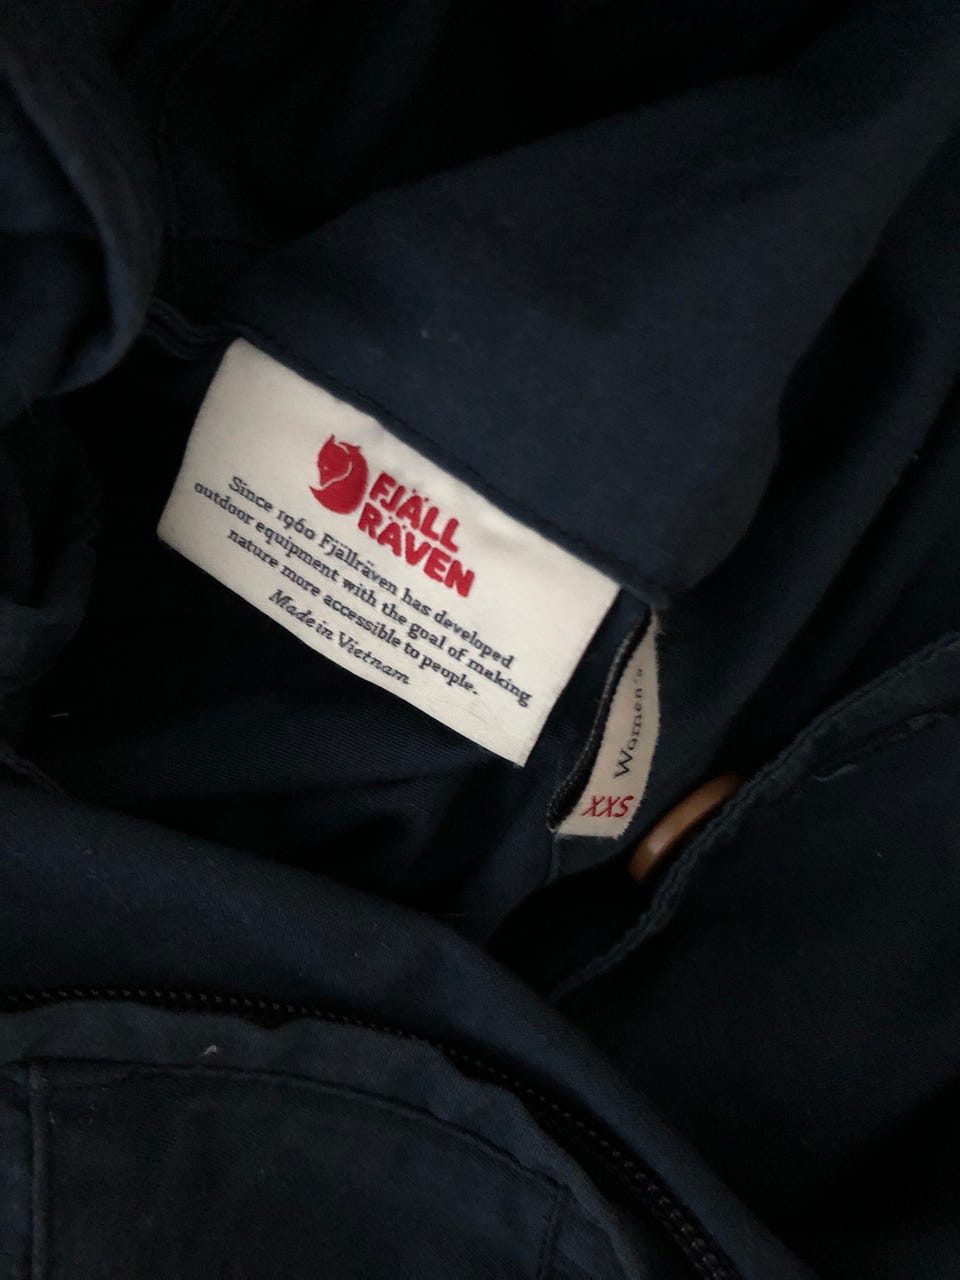 FJÄLL
RÄVEN
Since 1960 Fjällräven has developed
outdoor equipment with the goal of making
nature more accessible to people.
Made in Vietnam
Women's
XXS